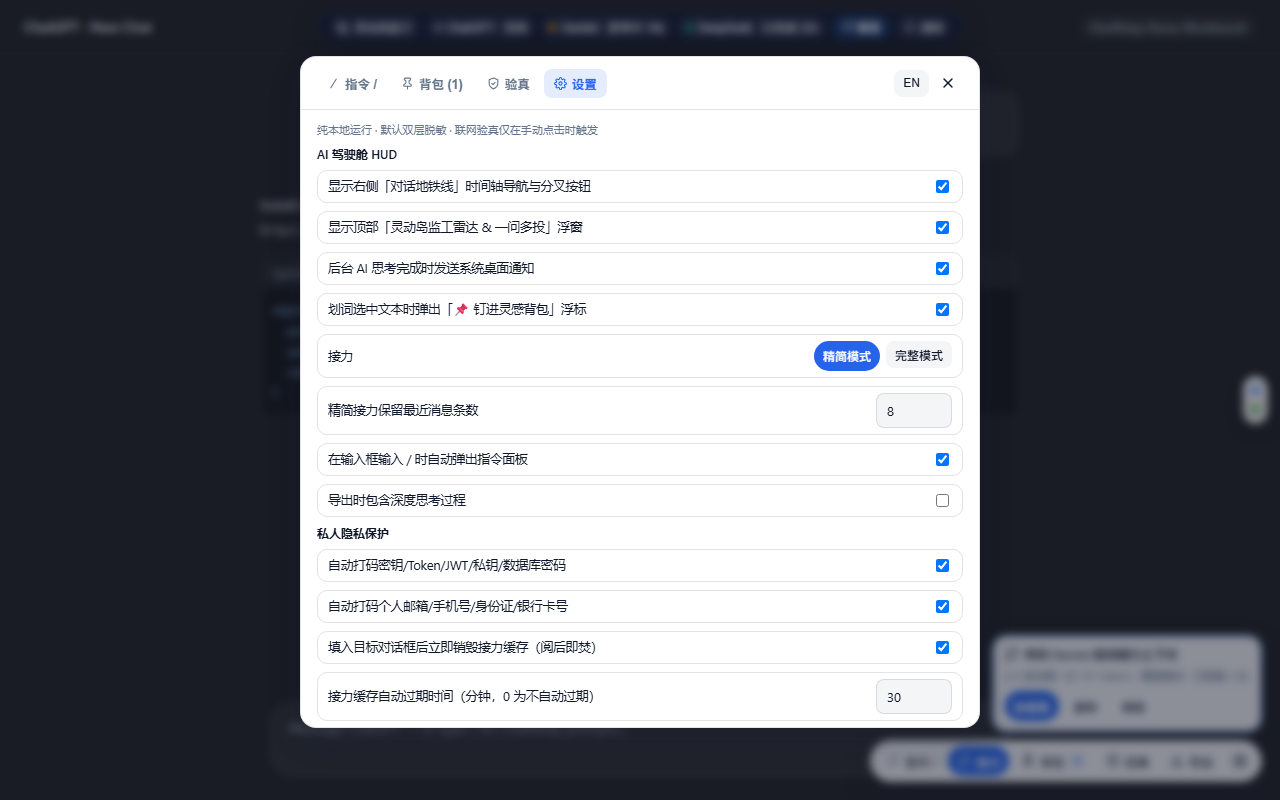 / 指令 / 背包 (1) 验真 设置 EN ✕
纯本地运行 · 默认双层脱敏 · 联网验真仅在手动点击时触发
AI 驾驶舱 HUD
显示右侧「对话地铁线」时间轴导航与分叉按钮
显示顶部「灵动岛监工雷达 & 一问多投」浮窗
后台 AI 思考完成时发送系统桌面通知
划词选中文本时弹出「📌 钉进灵感背包」浮标
接力 精简模式 完整模式
精简接力保留最近消息条数 8
在输入框输入 / 时自动弹出指令面板
导出时包含深度思考过程
私人隐私保护
自动打码密钥/Token/JWT/私钥/数据库密码
自动打码个人邮箱/手机号/身份证/银行卡号
填入目标对话框后立即销毁接力缓存（阅后即焚）
接力缓存自动过期时间（分钟，0 为不自动过期） 30